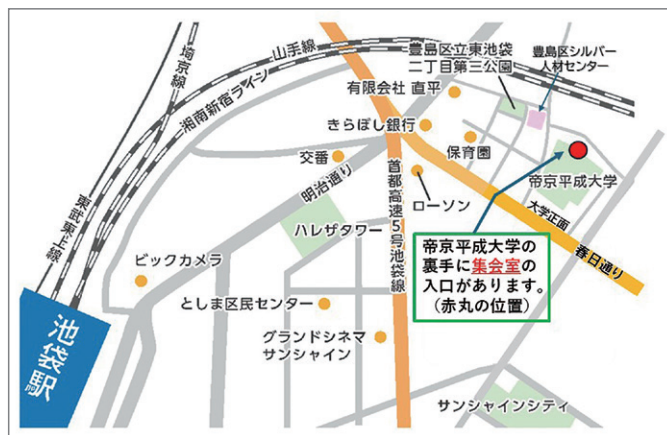 埼京線
山手線
湘南新宿ライン
東武東上線
豊島区立東池袋
二丁目第三公園
豊島区シルバー
人材センター
有限会社 直平
きらぼし銀行
保育園
交番
明治通り
首都高速5号池袋線
ローソン
帝京平成大学
大学正面
春日通り
ハレザタワー
帝京平成大学の
裏手に集会室の
入口があります。
（赤丸の位置）
ビックカメラ
としま区民センター
グランドシネマ
サンシャイン
池袋駅
サンシャインシティ